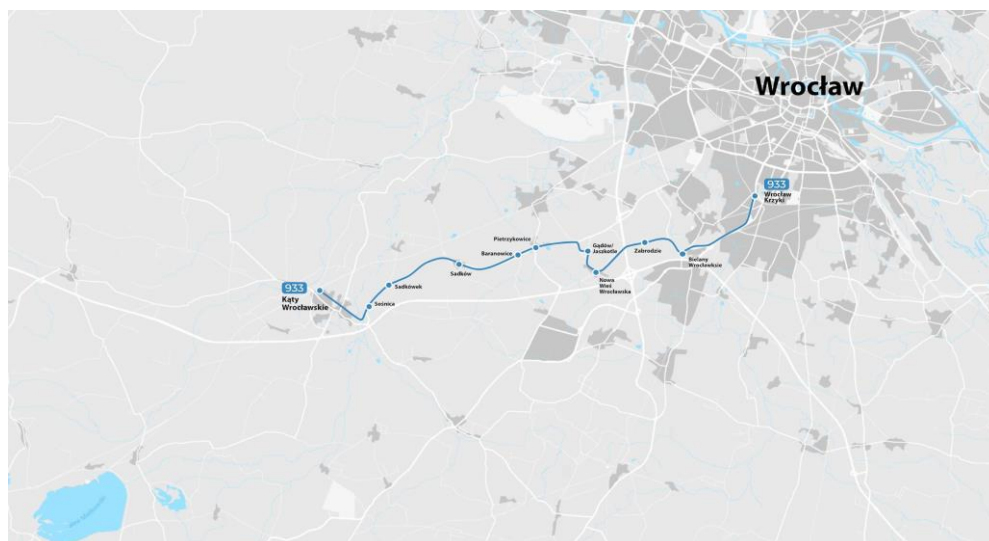 Wrocław
933
Wrocław
Krzyki
Pietrzykowice
Gądów/
Jaszkotle
Zabrodzie
Baranowice
Bielany
Wrocławskie
Sadków
Nowa
Wieś
Wrocławska
Sadkówek
933
Kąty
Wrocławskie
Sośnica